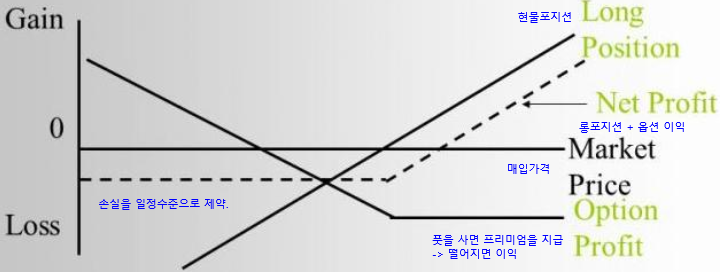 Gain
현물포지션
Long
Position
Net Profit
0
롱포지션 + 옵션 이익
Market
매입가격
Price
손실을 일정수준으로 제약.
Option
Loss
풋을 사면 프리미엄을 지급
-> 떨어지면 이익
Profit